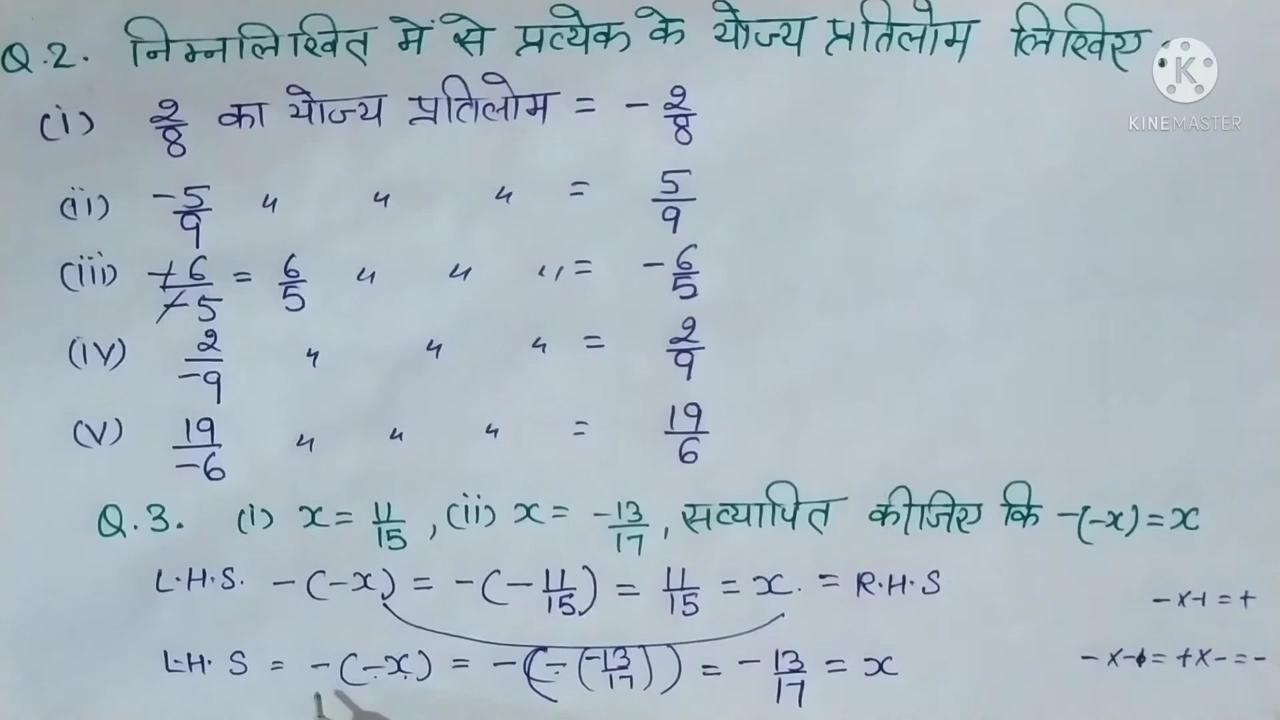 Q.2. निम्नलिखित में से प्रत्येक के योज्य प्रतिलोम लिखिए.
KINEMASTER
(i) 2/8 का योज्य प्रतिलोम = -2/8
(ii) -5/9 " " " = 5/9
(iii) -6/-5 = 6/5 " " " = -6/5
(iv) 2/-9 " " " = 2/9
(v) 19/-6 " " " = 19/6
Q.3. (i) x = 11/15, (ii) x = -13/17, सत्यापित कीजिए कि -(-x) = x
L.H.S. -(-x) = -(-11/15) = 11/15 = x. = R.H.S
L.H.S = -(-x) = -(-(-13/17)) = -13/17 = x